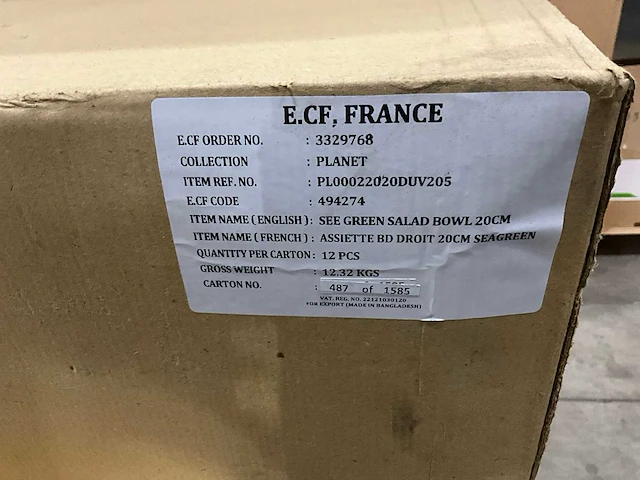 E.CF, FRANCE
E.CF ORDER NO. : 3329768
COLLECTION : PLANET
ITEM REF. NO. : PL00022020DUV205
E.CF CODE : 494274
ITEM NAME ( ENGLISH ) : SEE GREEN SALAD BOWL 20CM
ITEM NAME ( FRENCH ) : ASSIETTE BD DROIT 20CM SEAGREEN
QUANTITY PER CARTON : 12 PCS
GROSS WEIGHT : 12.32 KGS
CARTON NO. : 487 of 1585
VAT. REG. NO. 22121030120
FOR EXPORT (MADE IN BANGLADESH)